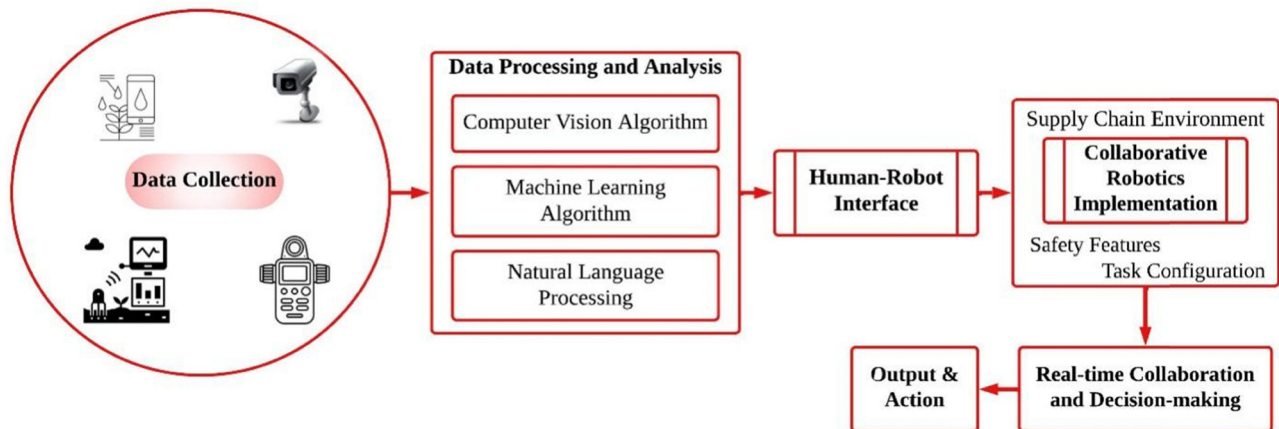 Data Collection
Data Processing and Analysis
Computer Vision Algorithm
Machine Learning
Algorithm
Natural Language
Processing
Human-Robot
Interface
Supply Chain Environment
Collaborative
Robotics
Implementation
Safety Features
Task Configuration
Real-time Collaboration
and Decision-making
Output &
Action